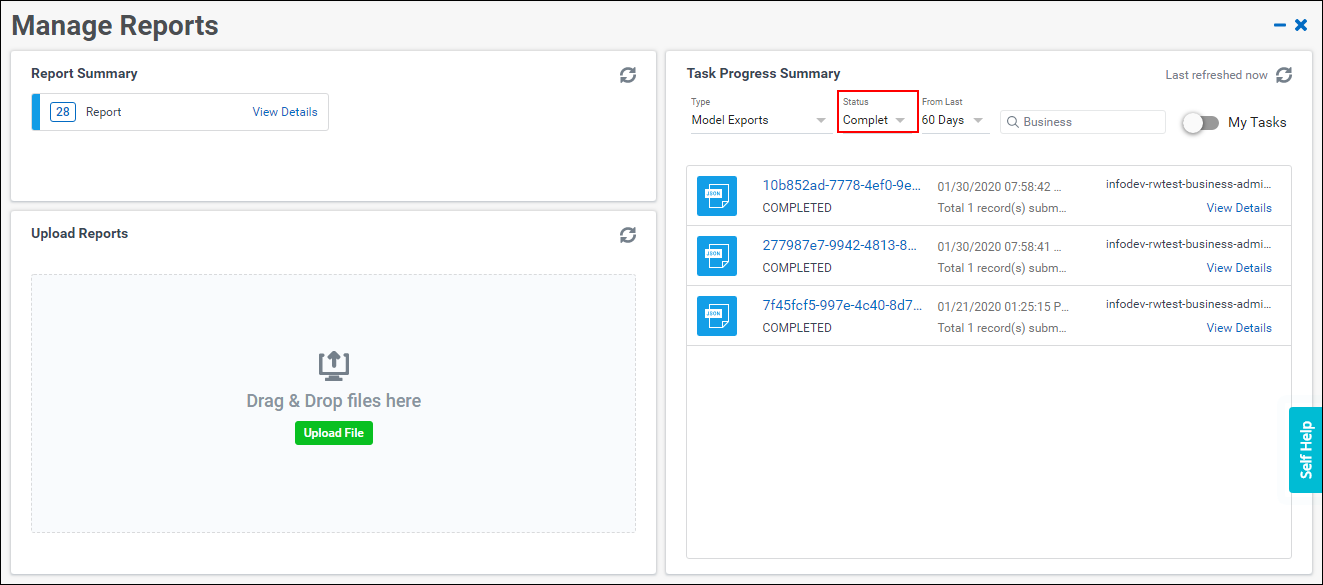 Manage Reports
Report Summary
28 Report View Details
Upload Reports
Drag & Drop files here
Upload File
Task Progress Summary
Last refreshed now
Type Status From Last
Model Exports Complet 60 Days Business My Tasks
JSON
10b852ad-7778-4ef0-9e... 01/30/2020 07:58:42 ... infodev-rwtest-business-admi...
COMPLETED Total 1 record(s) subm... View Details
JSON
277987e7-9942-4813-8... 01/30/2020 07:58:41 ... infodev-rwtest-business-admi...
COMPLETED Total 1 record(s) subm... View Details
JSON
7f45fcf5-997e-4c40-8d7... 01/21/2020 01:25:15 P... infodev-rwtest-business-admi...
COMPLETED Total 1 record(s) subm... View Details
Self Help